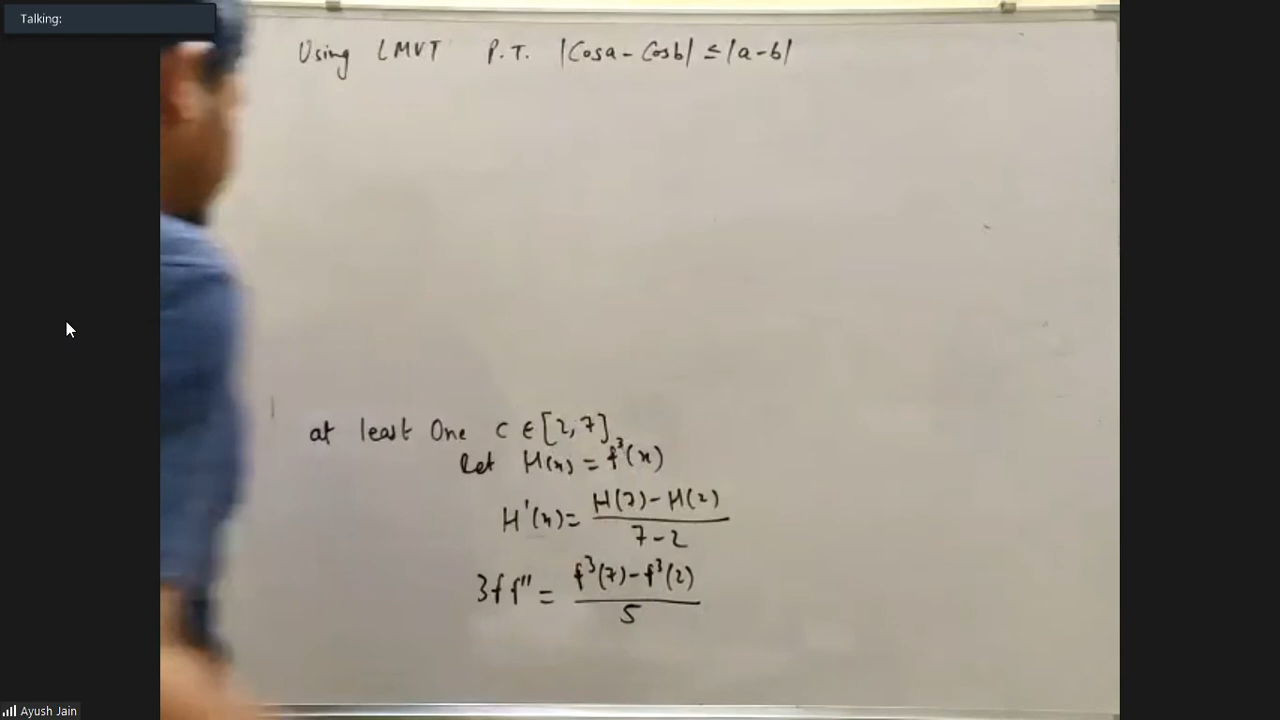 Talking:
Using LMVT P.T. |Cosa - Cosb| ≤ |a-b|
at least One c ∈ [2,7]
let H(x) = f³(x)
H'(x) = H(7) - H(2) / 7-2
3ff'' = f³(7) - f³(2) / 5
Ayush Jain